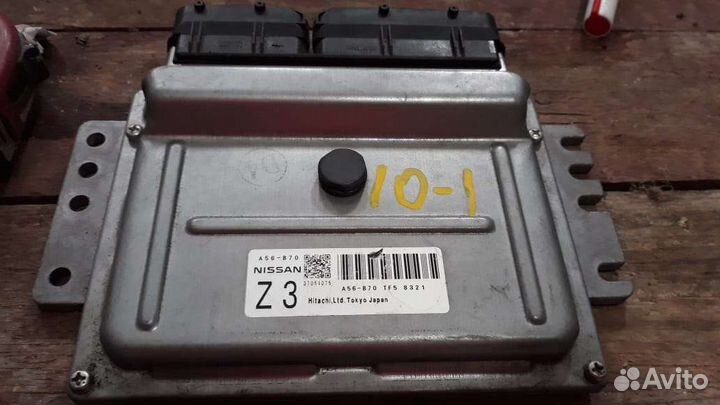 10-1
A56-B70
NISSAN
Z3
A56-B70 TF5 8321
Hitachi,Ltd.Tokyo Japan
Avito